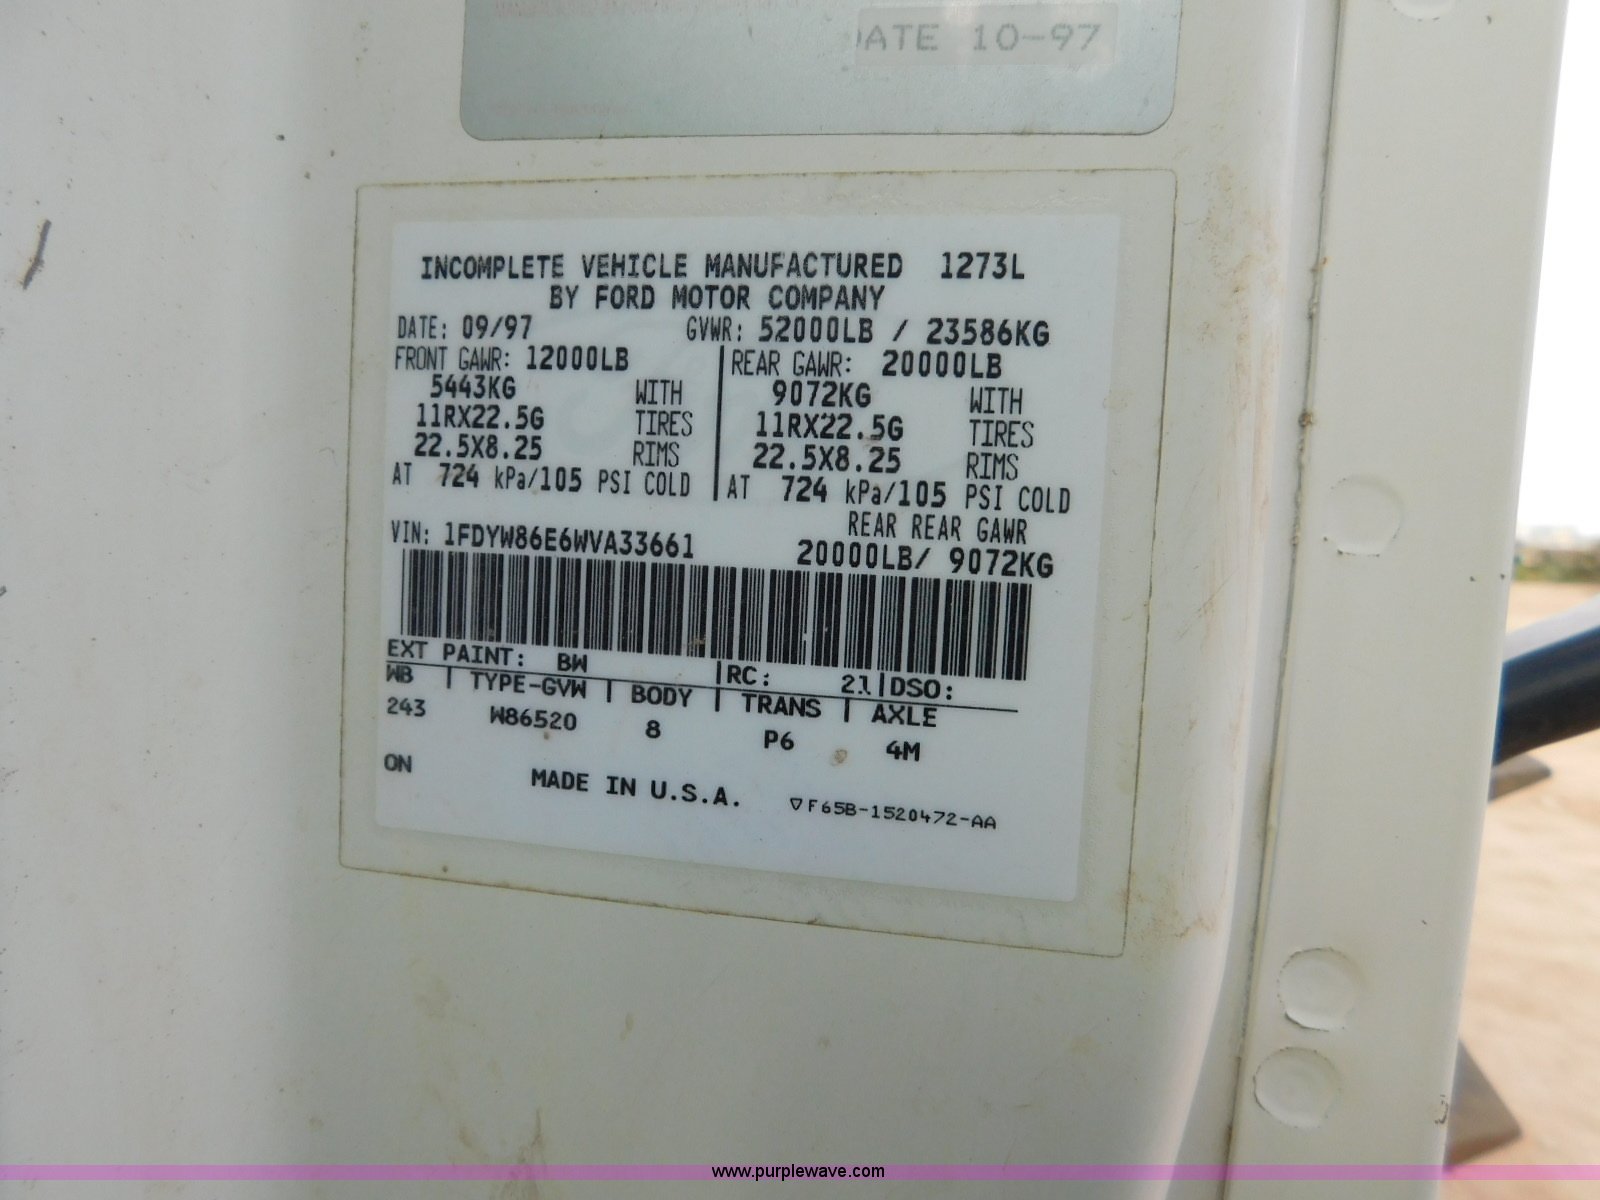 DATE 10-97
INCOMPLETE VEHICLE MANUFACTURED 1273L
BY FORD MOTOR COMPANY
DATE: 09/97 GVWR: 52000LB / 23586KG
FRONT GAWR: 12000LB REAR GAWR: 20000LB
5443KG WITH 9072KG WITH
11RX22.5G TIRES 11RX22.5G TIRES
22.5X8.25 RIMS 22.5X8.25 RIMS
AT 724 kPa/105 PSI COLD AT 724 kPa/105 PSI COLD
REAR REAR GAWR
VIN: 1FDYW86E6WVA33661 20000LB/ 9072KG
EXT PAINT: BW RC: 21 DSO:
WB TYPE-GVW BODY TRANS AXLE
243 W86520 8 P6 4M
ON MADE IN U.S.A. ▽F65B-1520472-AA
www.purplewave.com